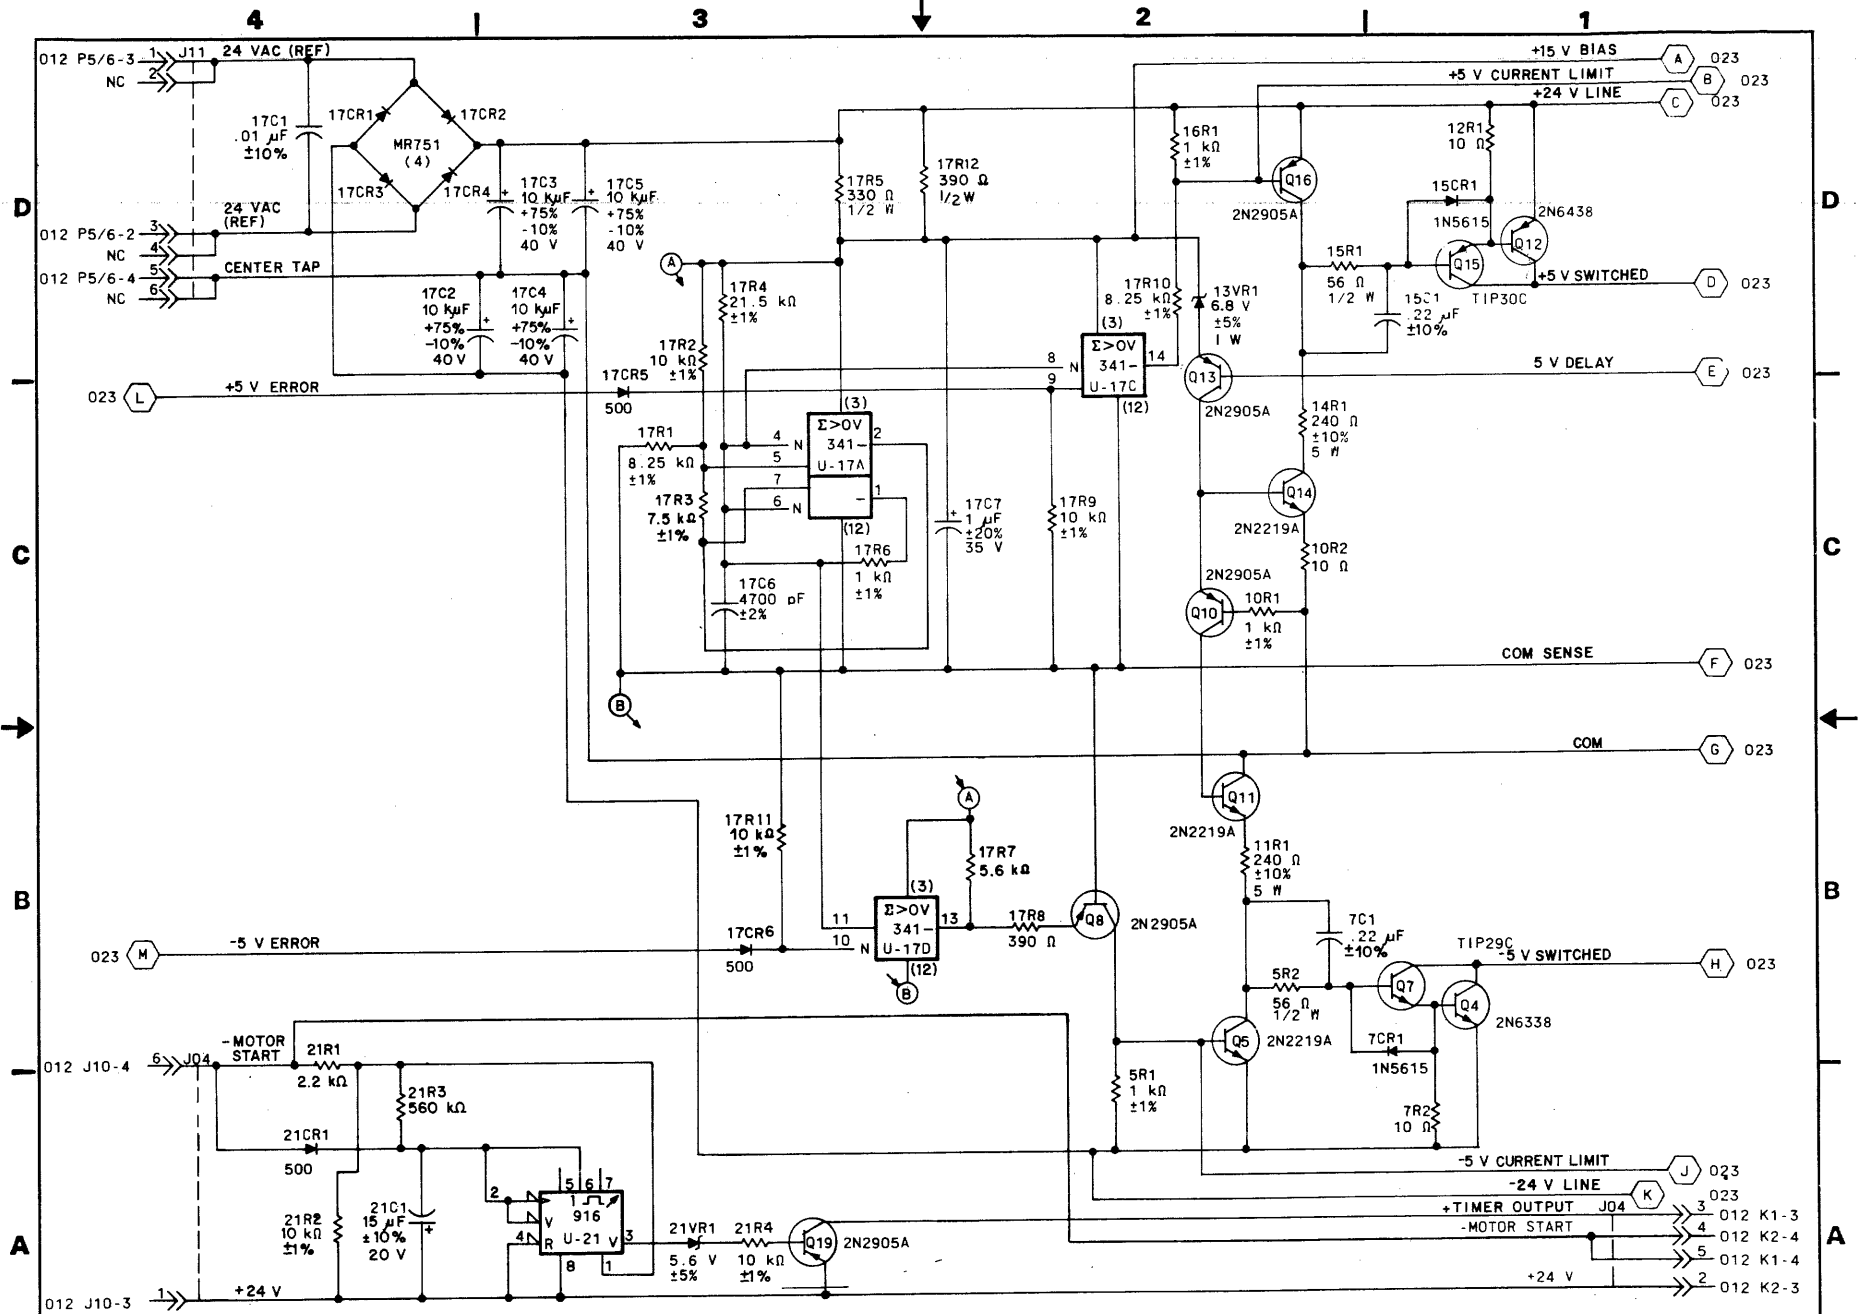 4 3 2 1
012 P5/6-3 1 J11 24 VAC (REF)
NC 2
+15 V BIAS A 023
+5 V CURRENT LIMIT B 023
+24 V LINE C 023
17C1
.01 µF
±10%
17CR1
17CR2
MR751
(4)
17CR3
17CR4
17C3
10 KµF
+75%
-10%
40 V
17C5
10 KµF
+75%
-10%
40 V
17R5
330 Ω
1/2 W
17R12
390 Ω
1/2 W
16R1
1 kΩ
±1%
Q16
2N2905A
12R1
10 Ω
15CR1
1N5615
2N6438
Q12
Q15
TIP30C
D
D
24 VAC
(REF)
012 P5/6-2 3
NC 4
012 P5/6-4 5 CENTER TAP
NC 6
+5 V SWITCHED D 023
15R1
56 Ω
1/2 W
15C1
.22 µF
±10%
A
17R4
21.5 kΩ
±1%
17R10
8.25 kΩ
±1%
13VR1
6.8 V
±5%
1 W
17C2
10 KµF
+75%
-10%
40 V
17C4
10 KµF
+75%
-10%
40 V
17R2
10 kΩ
±1%
(3)
Σ>0V
341
U-17C
8 N
9
14
(12)
Q13
2N2905A
5 V DELAY E 023
023 L +5 V ERROR
17CR5
500
14R1
240 Ω
±10%
5 W
17R1
8.25 kΩ
±1%
(3)
Σ>0V
341
U-17A
4 N
5
2
7
6 N
1
(12)
17R3
7.5 kΩ
±1%
17C7
1 µF
±20%
35 V
17R9
10 kΩ
±1%
Q14
2N2219A
C
C
17R6
1 kΩ
±1%
10R2
10 Ω
2N2905A
Q10
10R1
1 kΩ
±1%
17C6
4700 pF
±2%
COM SENSE F 023
B
COM G 023
A
Q11
2N2219A
17R11
10 kΩ
±1%
17R7
5.6 kΩ
11R1
240 Ω
±10%
5 W
B
B
(3)
Σ>0V
341
U-17D
11
10 N
13
(12)
B
17R8
390 Ω
Q8
2N2905A
7C1
.22 µF
±10%
TIP29C
-5 V SWITCHED H 023
023 M -5 V ERROR
17CR6
500
5R2
56 Ω
1/2 W
Q7
Q4
2N6338
Q5
2N2219A
7CR1
1N5615
-MOTOR
START
012 J10-4 6 J04
21R1
2.2 kΩ
21R3
560 kΩ
5R1
1 kΩ
±1%
7R2
10 Ω
21CR1
500
-5 V CURRENT LIMIT J 023
-24 V LINE K 023
5 6 7
1
916
U-21
2
V
4 R
V 3
8 1
21R2
10 kΩ
±1%
21C1
15 µF
±10%
20 V
21VR1
5.6 V
±5%
21R4
10 kΩ
±1%
Q19
2N2905A
A
A
+TIMER OUTPUT J04 3 012 K1-3
-MOTOR START 4 012 K2-4
5 012 K1-4
+24 V 2 012 K2-3
012 J10-3 1 +24 V